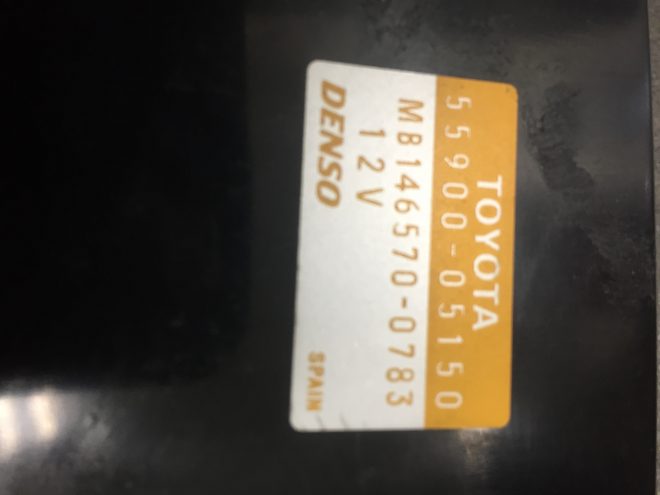 TOYOTA
55900-05150
MB146570-0783
12V
DENSO SPAIN